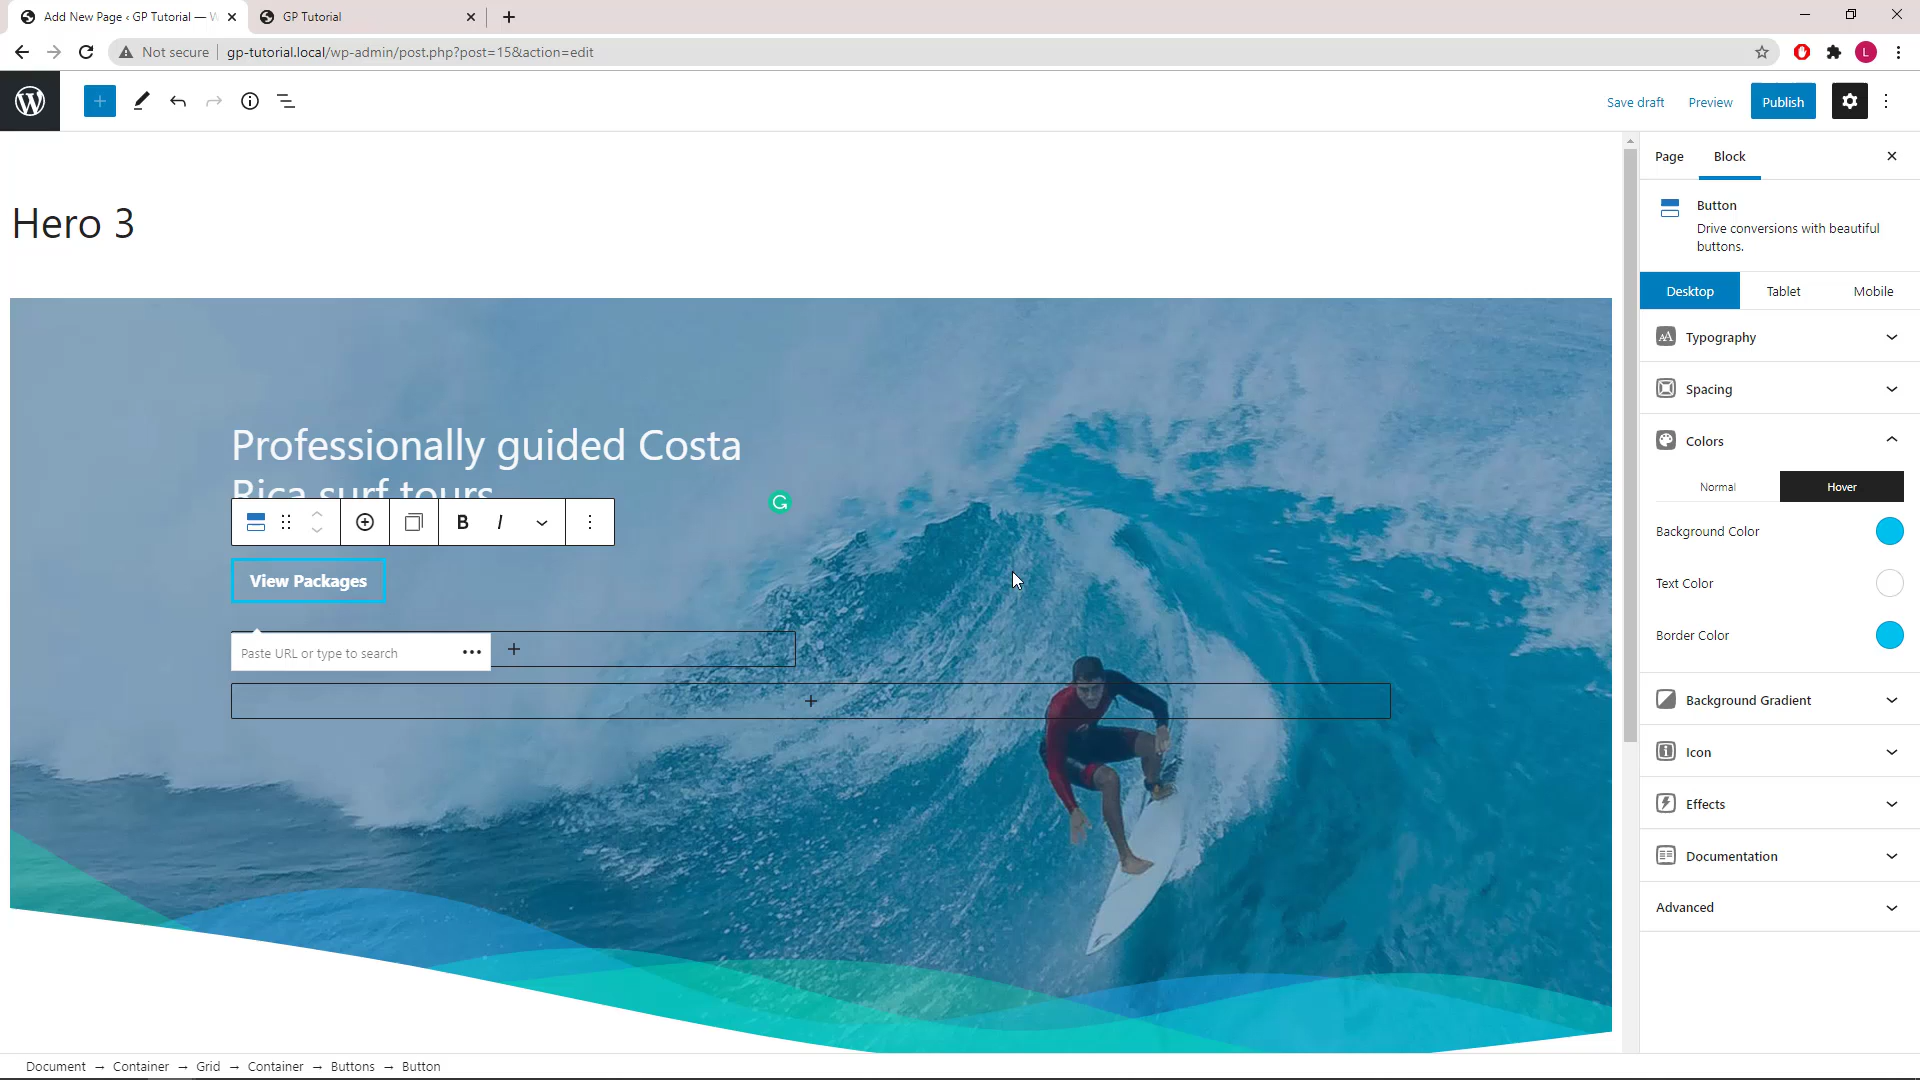 Add New Page ‹ GP Tutorial — W
GP Tutorial
Not secure
gp-tutorial.local/wp-admin/post.php?post=15&action=edit
L
Save draft
Preview
Publish
Page
Block
Hero 3
Button
Drive conversions with beautiful
buttons.
Desktop
Tablet
Mobile
Typography
Spacing
Colors
Normal
Hover
Background Color
Text Color
Border Color
Background Gradient
Icon
Effects
Documentation
Advanced
Professionally guided Costa
Rica surf tours
B
I
View Packages
Paste URL or type to search
Document → Container → Grid → Container → Buttons → Button